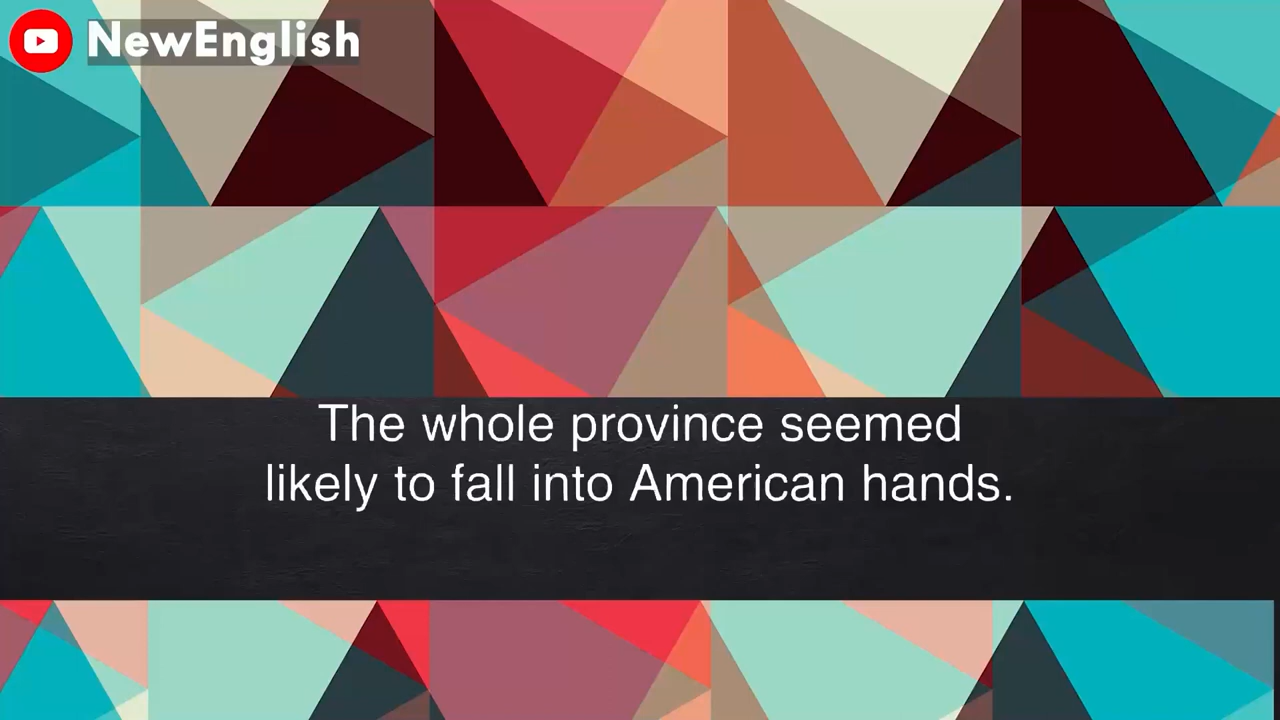 NewEnglish
The whole province seemed
likely to fall into American hands.